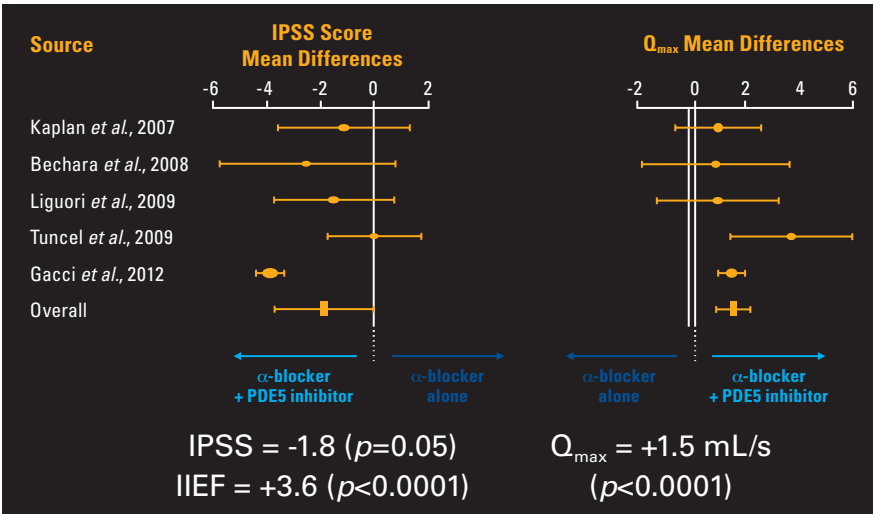 Source
IPSS Score
Mean Differences
Qmax Mean Differences
-6 -4 -2 0 2
-2 0 2 4 6
Kaplan et al., 2007
Bechara et al., 2008
Liguori et al., 2009
Tuncel et al., 2009
Gacci et al., 2012
Overall
α-blocker
+ PDE5 inhibitor
α-blocker
alone
α-blocker
alone
α-blocker
+ PDE5 inhibitor
IPSS = -1.8 (p=0.05)
IIEF = +3.6 (p<0.0001)
Qmax = +1.5 mL/s
(p<0.0001)